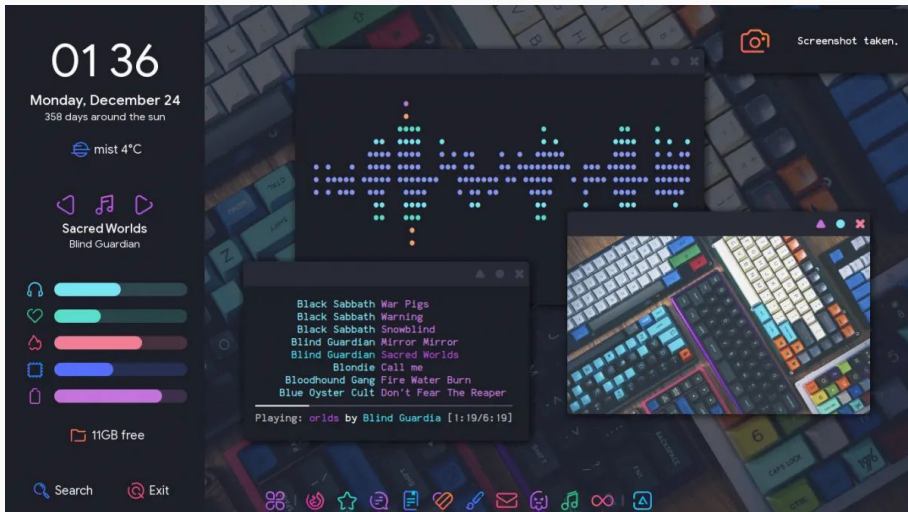 01 36
Monday, December 24
358 days around the sun
mist 4°C
Sacred Worlds
Blind Guardian
11GB free
Search
Exit
Screenshot taken.
Black Sabbath War Pigs
Black Sabbath Warning
Black Sabbath Snowblind
Blind Guardian Mirror Mirror
Blind Guardian Sacred Worlds
Blondie Call me
Bloodhound Gang Fire Water Burn
Blue Oyster Cult Don't Fear The Reaper
Playing: orlds by Blind Guardia [1:19/6:19]
CAPS LOCK
BACKSPACE